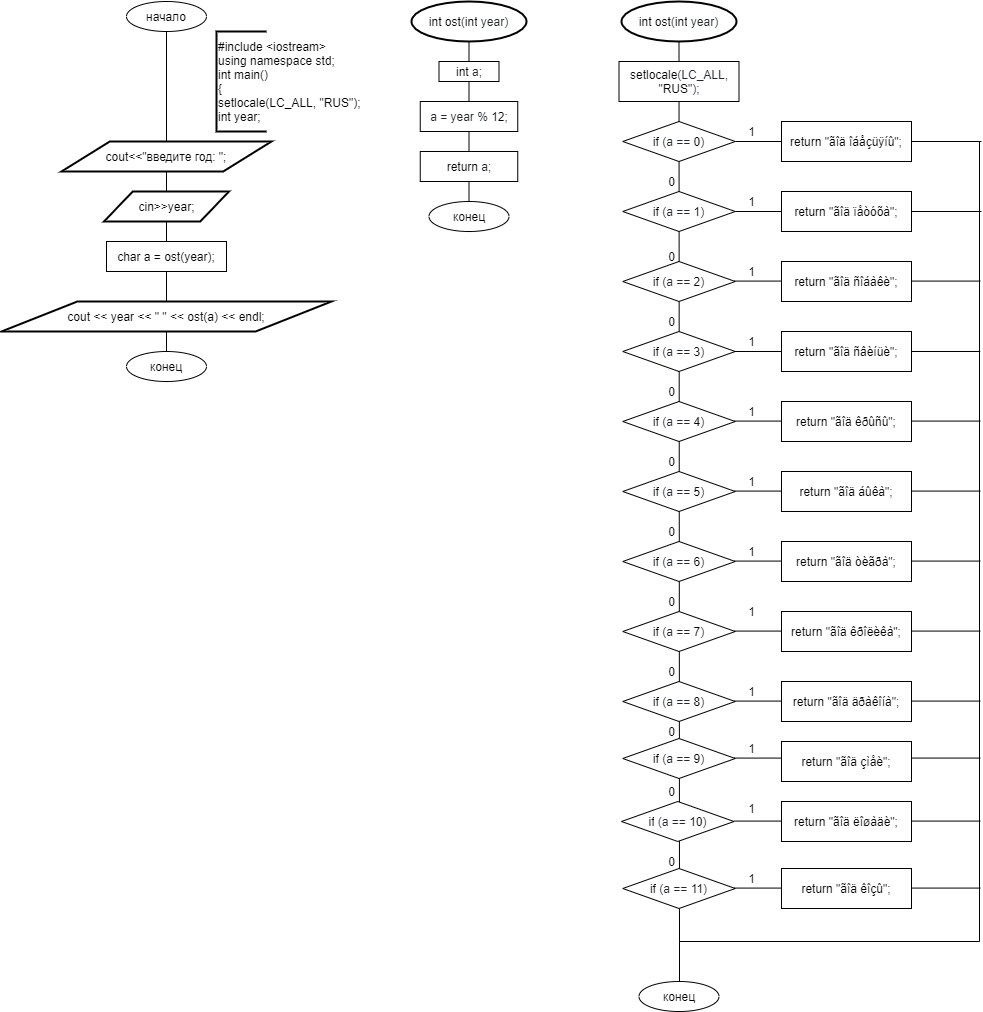 начало
#include <iostream>
using namespace std;
int main()
{
setlocale(LC_ALL, "RUS");
int year;
cout<<"введите год: ";
cin>>year;
char a = ost(year);
cout << year << " " << ost(a) << endl;
конец
int ost(int year)
int a;
a = year % 12;
return a;
конец
int ost(int year)
setlocale(LC_ALL,
"RUS");
if (a == 0)
1
return "ãîä îáåçüÿíû";
0
if (a == 1)
1
return "ãîä ïåòóõà";
0
if (a == 2)
1
return "ãîä ñîáàêè";
0
if (a == 3)
1
return "ãîä ñâèíüè";
0
if (a == 4)
1
return "ãîä êðûñû";
0
if (a == 5)
1
return "ãîä áûêà";
0
if (a == 6)
1
return "ãîä òèãðà";
0
if (a == 7)
1
return "ãîä êðîëèêà";
0
if (a == 8)
1
return "ãîä äðàêîíà";
0
if (a == 9)
1
return "ãîä çìåè";
0
if (a == 10)
1
return "ãîä ëîøàäè";
0
if (a == 11)
1
return "ãîä êîçû";
конец